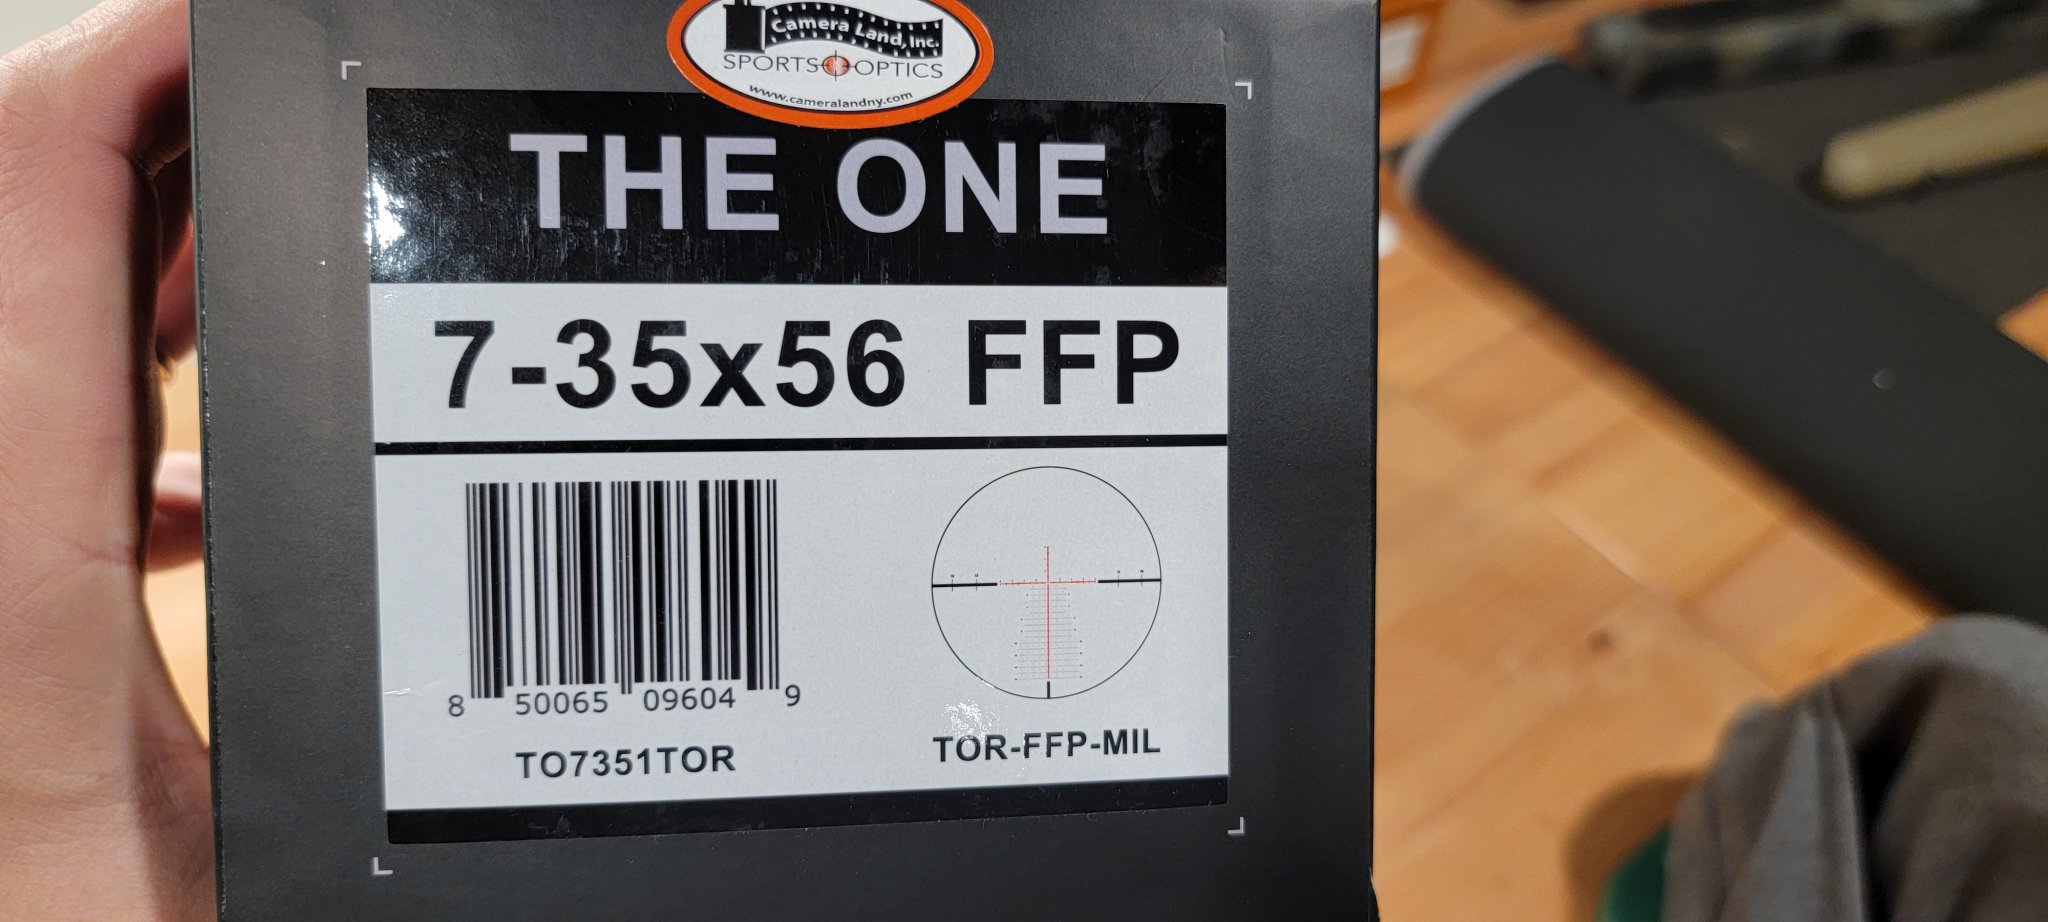 Camera Land, Inc.
SPORTS OPTICS
www.cameralandny.com
THE ONE
7-35x56 FFP
8 50065 09604 9
TO7351TOR
TOR-FFP-MIL